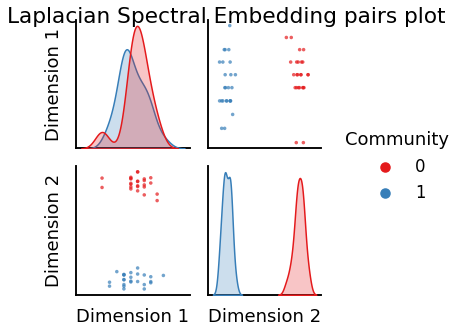 Laplacian Spectral Embedding pairs plot
Dimension 1
Community
0
1
Dimension 2
Dimension 1
Dimension 2